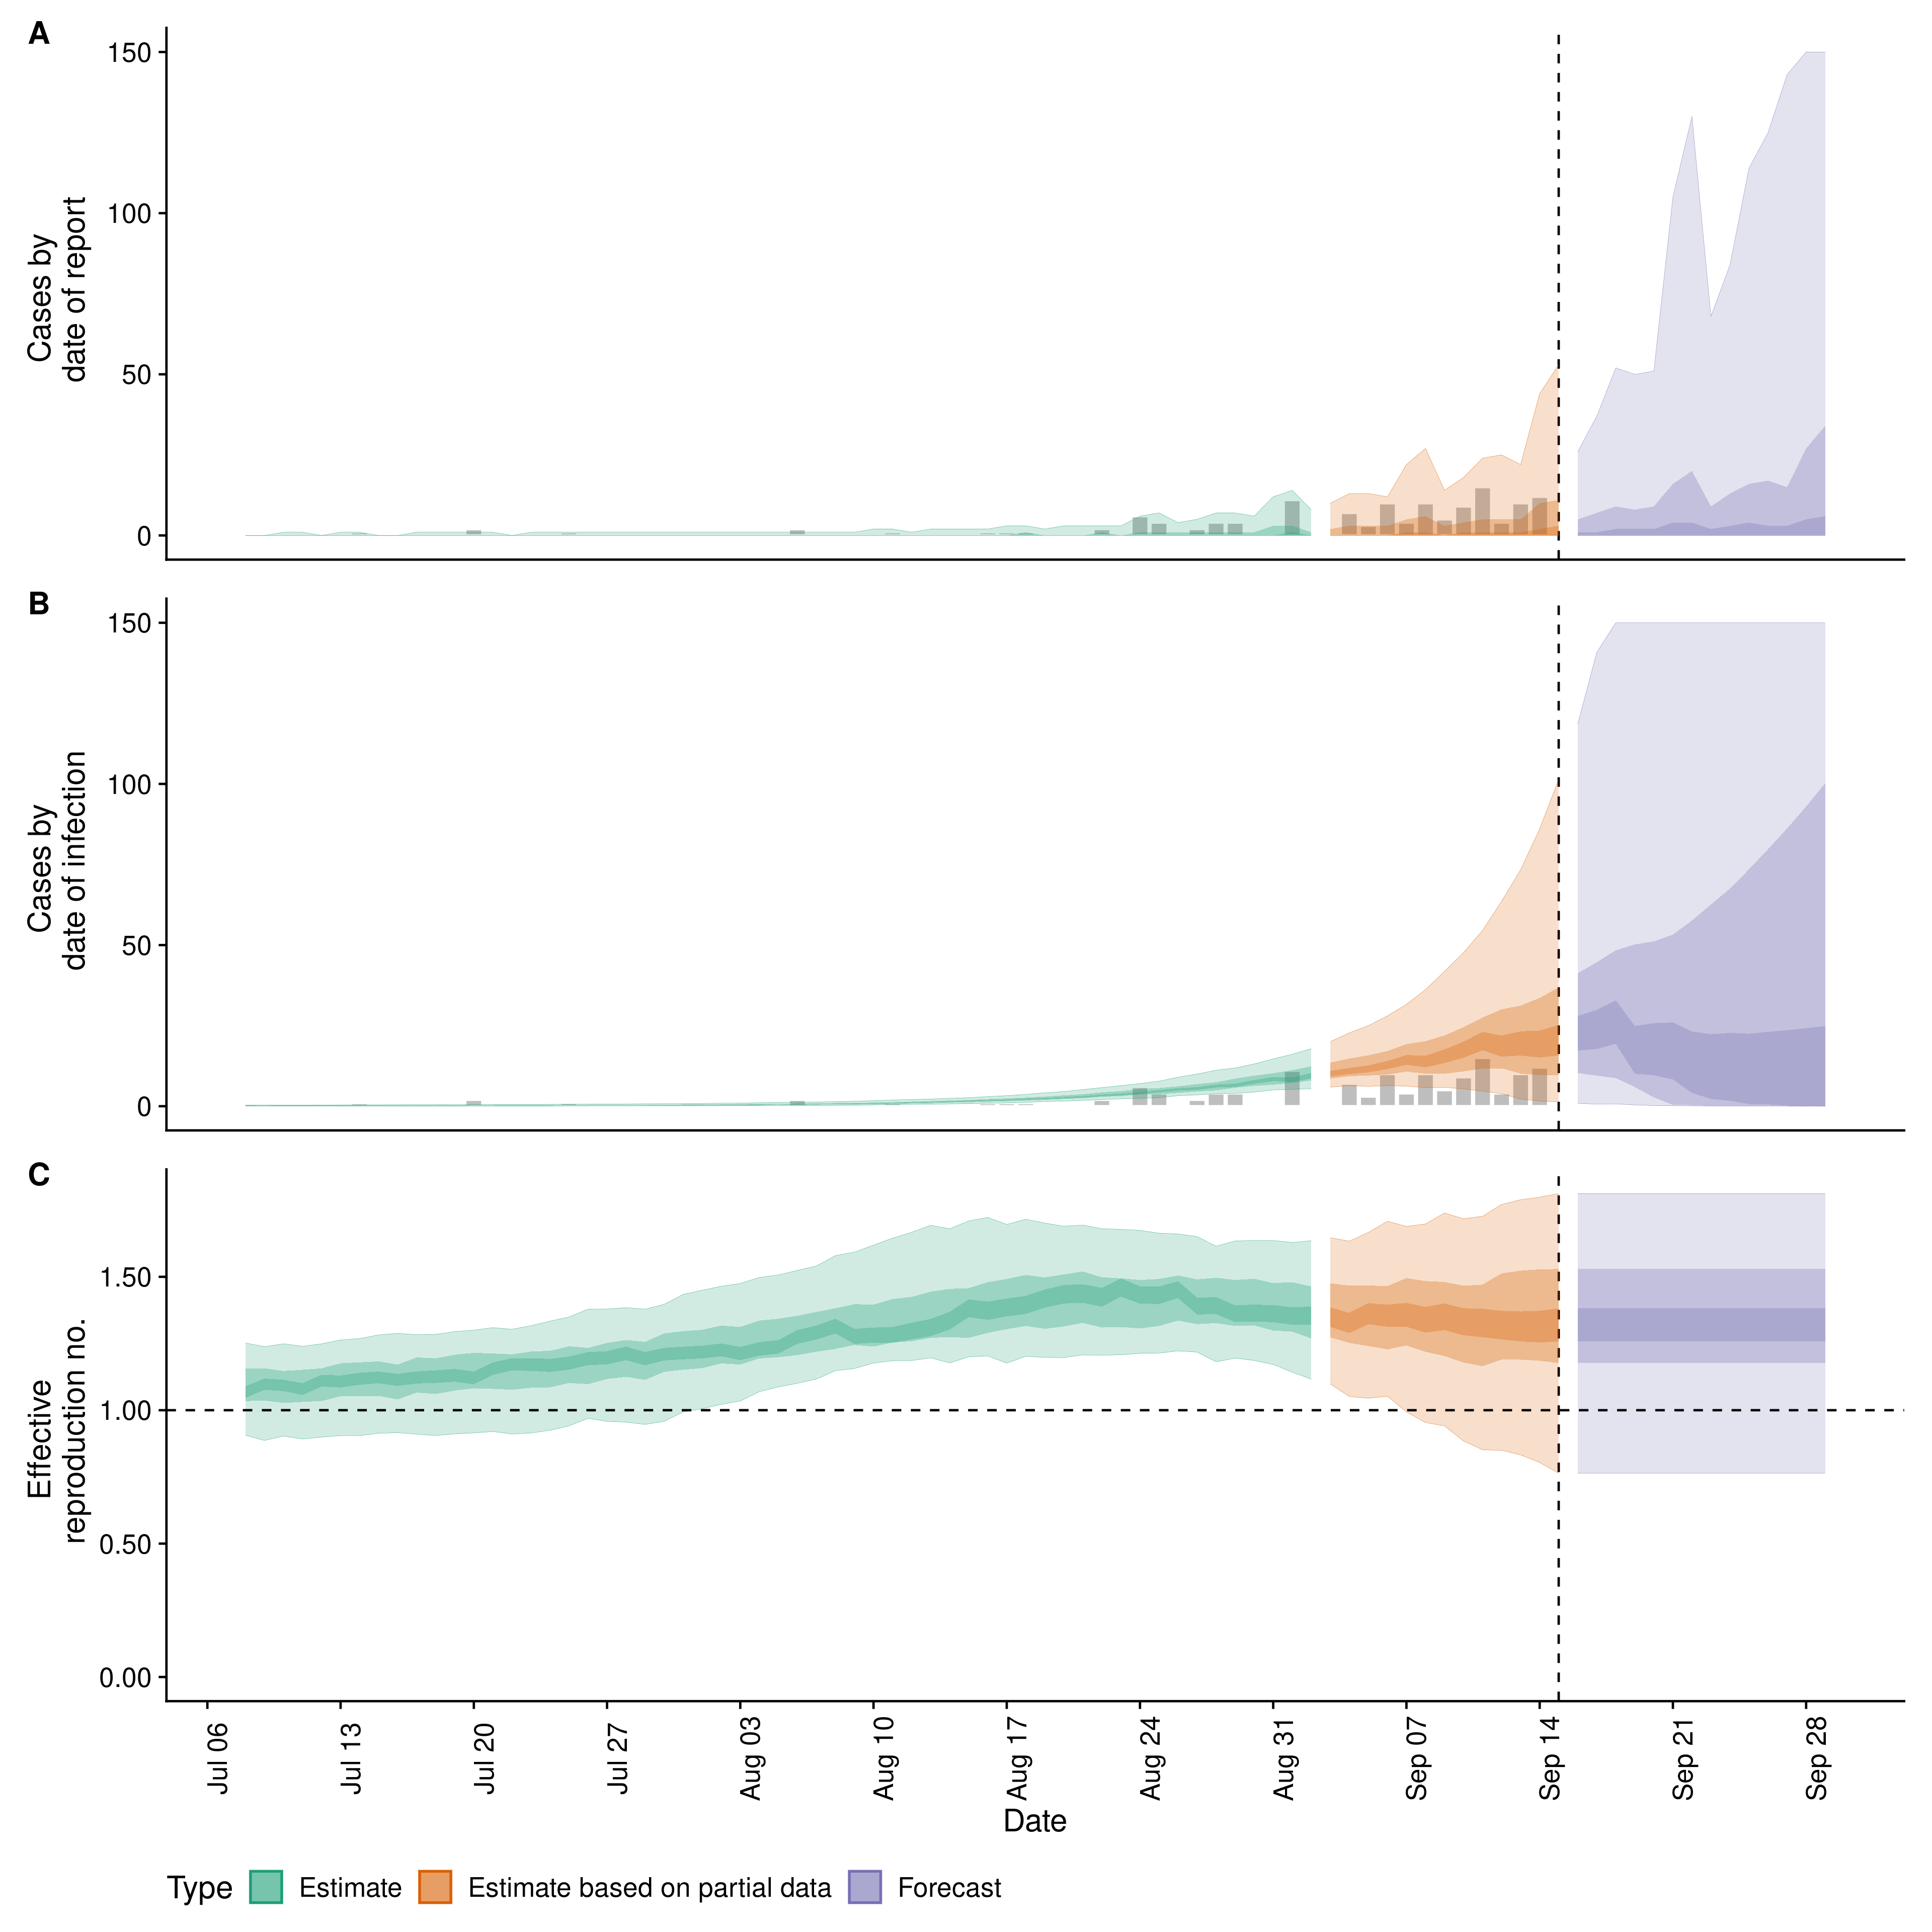 A
150
100
50
0
Cases by
date of report
B
150
100
50
0
Cases by
date of infection
C
1.50
1.00
0.50
0.00
Effective
reproduction no.
Jul 06
Jul 13
Jul 20
Jul 27
Aug 03
Aug 10
Aug 17
Aug 24
Aug 31
Sep 07
Sep 14
Sep 21
Sep 28
Date
Type Estimate Estimate based on partial data Forecast